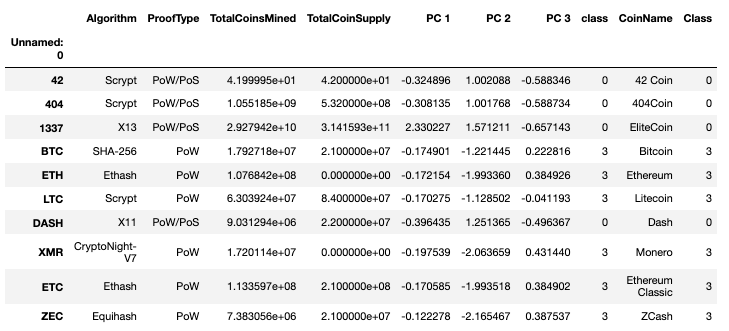 Algorithm ProofType TotalCoinsMined TotalCoinSupply PC 1 PC 2 PC 3 class CoinName Class
Unnamed:
0
42 Scrypt PoW/PoS 4.199995e+01 4.200000e+01 -0.324896 1.002088 -0.588346 0 42 Coin 0
404 Scrypt PoW/PoS 1.055185e+09 5.320000e+08 -0.308135 1.001768 -0.588734 0 404Coin 0
1337 X13 PoW/PoS 2.927942e+10 3.141593e+11 2.330227 1.571211 -0.657143 0 EliteCoin 0
BTC SHA-256 PoW 1.792718e+07 2.100000e+07 -0.174901 -1.221445 0.222816 3 Bitcoin 3
ETH Ethash PoW 1.076842e+08 0.000000e+00 -0.172154 -1.993360 0.384926 3 Ethereum 3
LTC Scrypt PoW 6.303924e+07 8.400000e+07 -0.170275 -1.128502 -0.041193 3 Litecoin 3
DASH X11 PoW/PoS 9.031294e+06 2.200000e+07 -0.396435 1.251365 -0.496367 0 Dash 0
XMR CryptoNight-
V7 PoW 1.720114e+07 0.000000e+00 -0.197539 -2.063659 0.431440 3 Monero 3
ETC Ethash PoW 1.133597e+08 2.100000e+08 -0.170585 -1.993518 0.384902 3 Ethereum
Classic 3
ZEC Equihash PoW 7.383056e+06 2.100000e+07 -0.122278 -2.165467 0.387537 3 ZCash 3